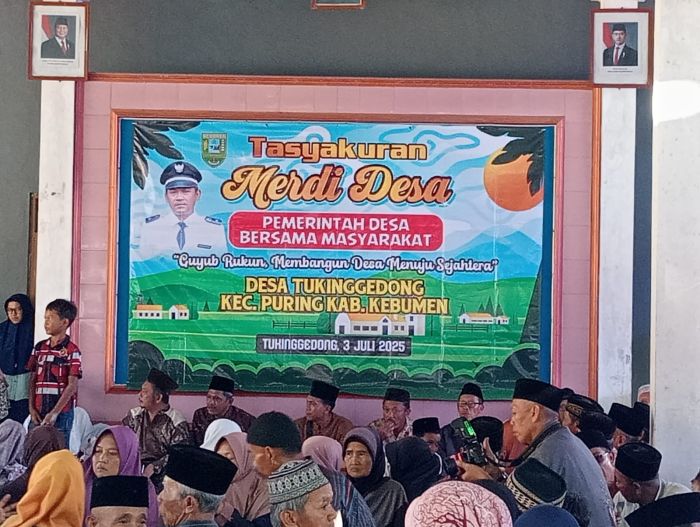 Tasyakuran
Merdi Desa
PEMERINTAH DESA
BERSAMA MASYARAKAT
"Guyub Rukun, Membangun Desa Menuju Sejahtera"
DESA TUKINGGEDONG
KEC. PURING KAB. KEBUMEN
TUKINGGEDONG, 3 JULI 2025